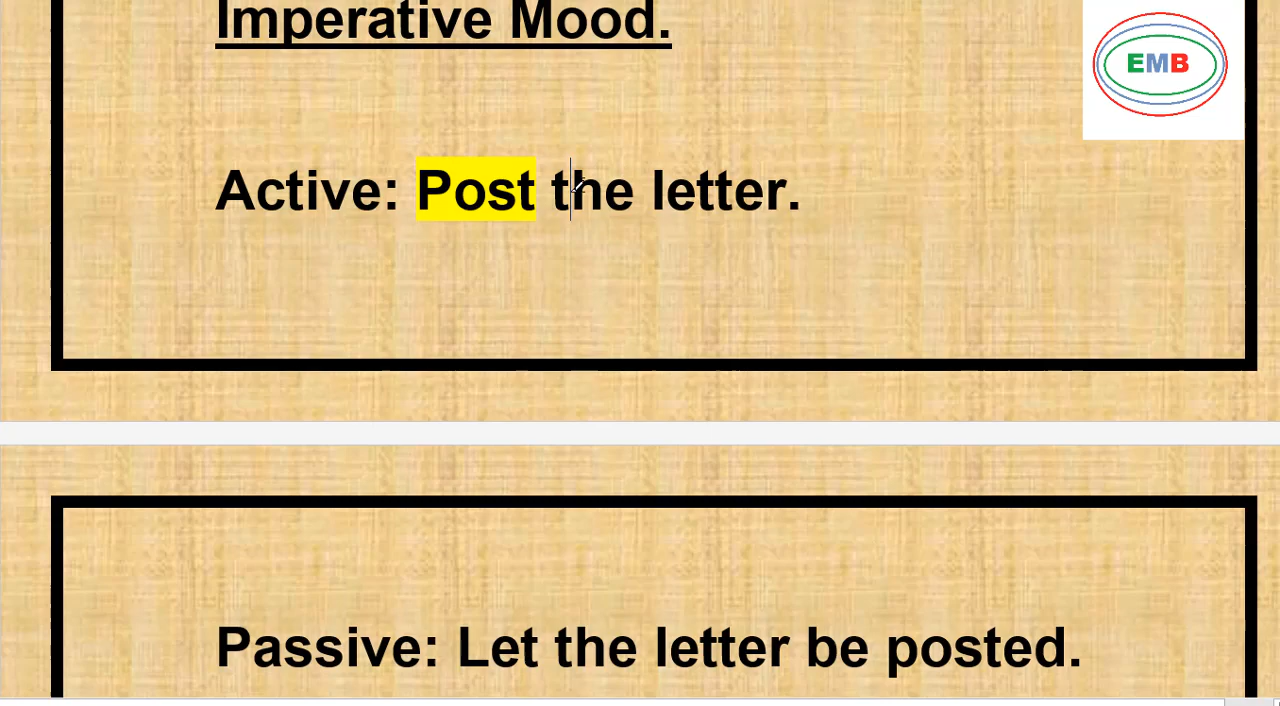 Imperative Mood.
EMB
Active: Post the letter.
Passive: Let the letter be posted.